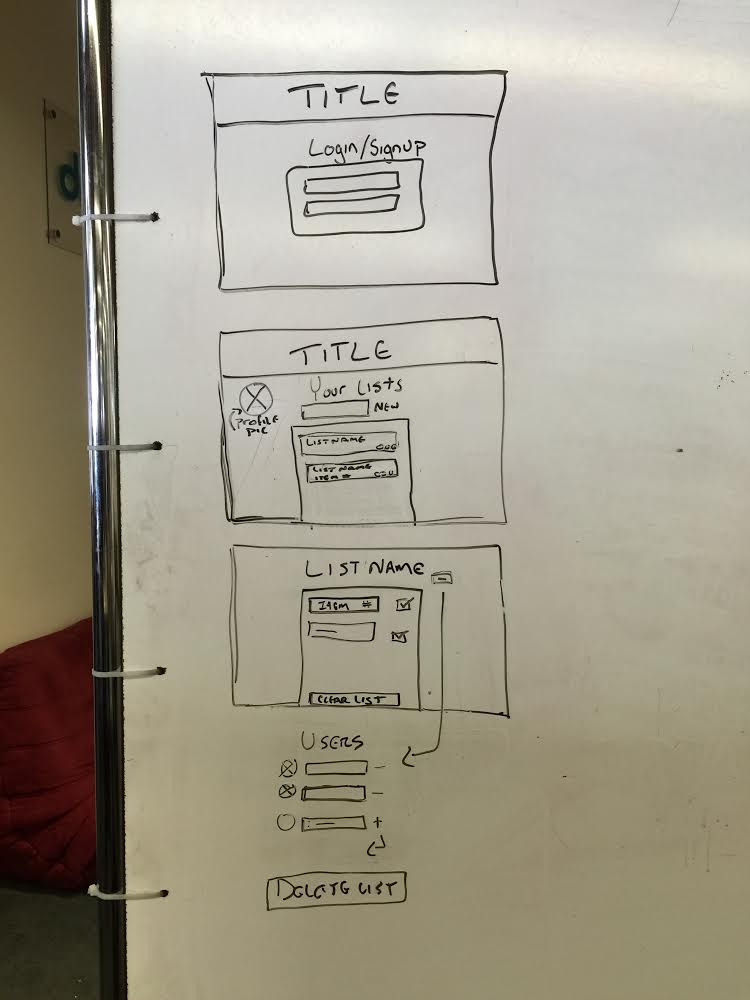 TITLE
Login/Signup
TITLE
Your Lists
NEW
PROFILE
PIC
LIST NAME
LIST NAME
ITEM #
LIST NAME
ITEM #
CLEAR LIST
USERS
-
-
+
DELETE LIST